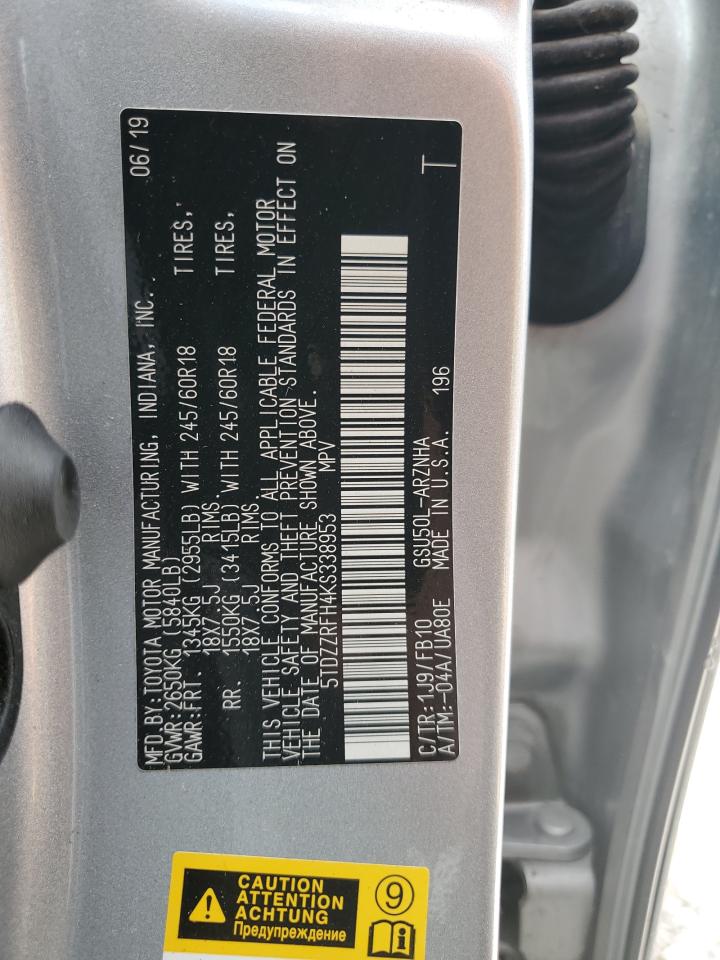 MFD.BY:TOYOTA MOTOR MANUFACTURING, INDIANA, INC. 06/19
GVWR:2650KG (5840LB)
GAWR:FRT. 1345KG (2955LB) WITH 245/60R18 TIRES,
18X7.5J RIMS,
RR. 1550KG (3415LB) WITH 245/60R18 TIRES,
18X7.5J RIMS.
THIS VEHICLE CONFORMS TO ALL APPLICABLE FEDERAL MOTOR
VEHICLE SAFETY AND THEFT PREVENTION STANDARDS IN EFFECT ON
THE DATE OF MANUFACTURE SHOWN ABOVE.
5TDZZRFH4KS338953 MPV
C/TR:1J9/FB10 GSU50L-ARZNHA T
A/TM:-04A/UA80E MADE IN U.S.A. 196
CAUTION
ATTENTION
ACHTUNG
Предупреждение
9